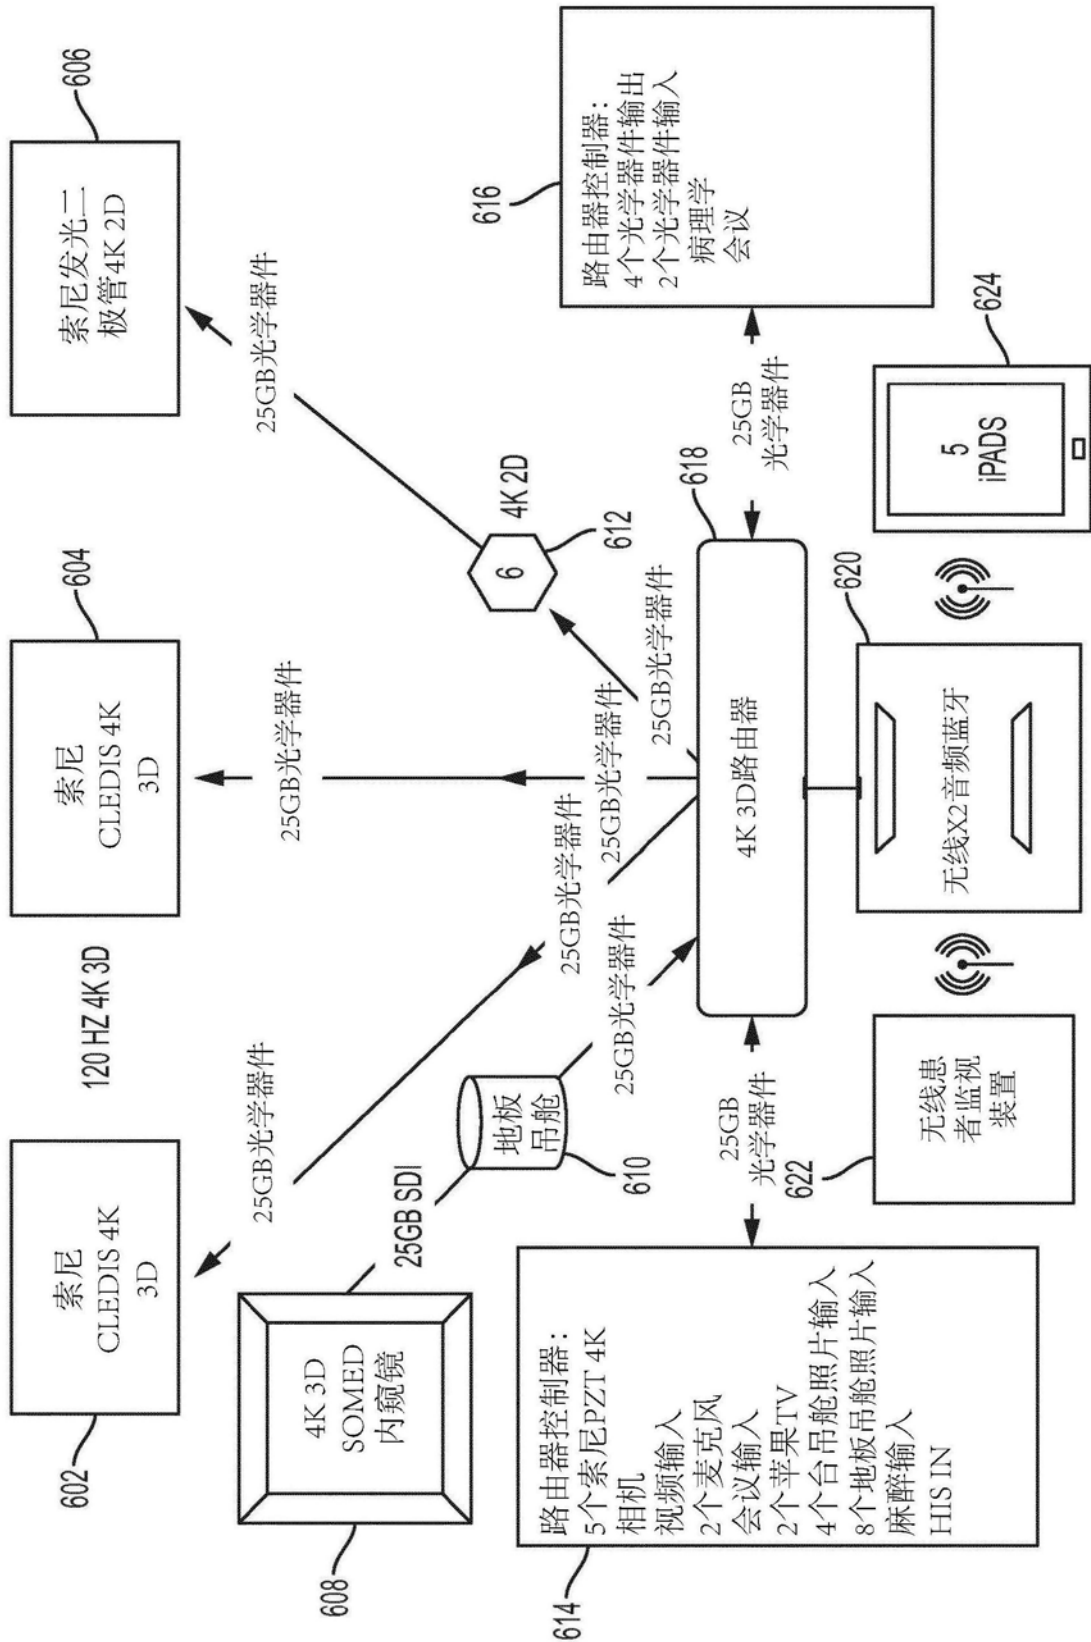 602
索尼
CLEDIS 4K
3D
120 HZ 4K 3D
604
索尼
CLEDIS 4K
3D
606
索尼发光二
极管4K 2D
608
4K 3D
SOMED
内窥镜
25GB SDI
610
地板
吊舱
25GB光学器件
25GB光学器件
25GB光学器件
25GB光学器件
25GB光学器件
25GB光学器件
25GB光学器件
6
4K 2D
612
25GB光学器件
614
路由器控制器：
5个索尼PZT 4K
相机
视频输入
2个麦克风
会议输入
2个苹果TV
4个台吊舱照片输入
8个地板吊舱照片输入
麻醉输入
HIS IN
25GB
光学器件
4K 3D路由器
618
25GB
光学器件
616
路由器控制器：
4个光学器件输出
2个光学器件输入
病理学
会议
622
无线患
者监视
装置
无线X2音频蓝牙
620
5
iPADS
624